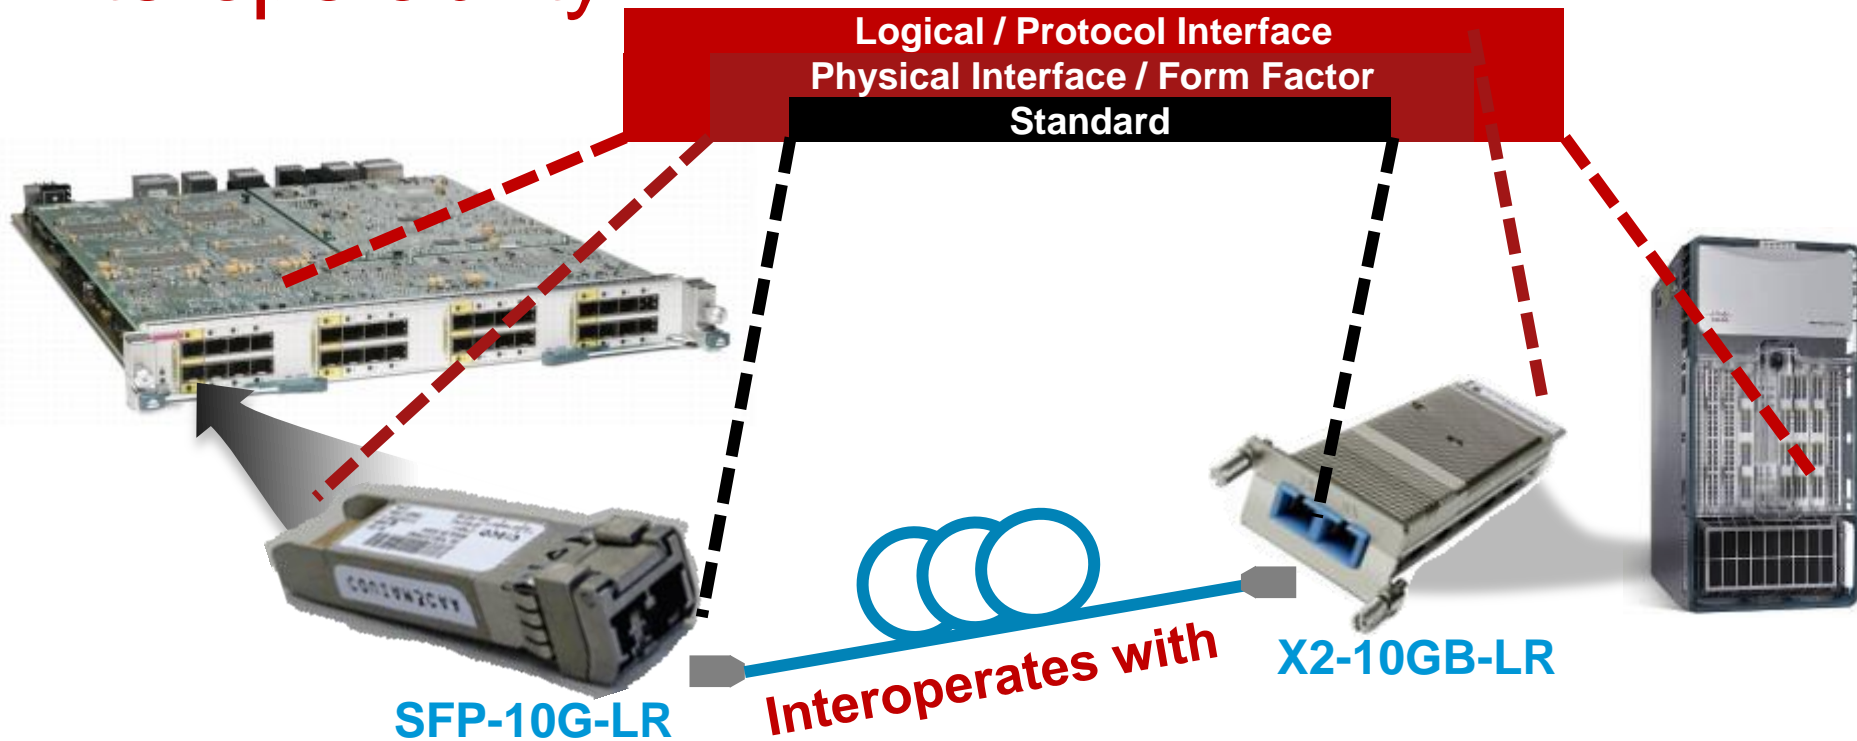 Logical / Protocol Interface
Physical Interface / Form Factor
Standard
Interoperates with
X2-10GB-LR
SFP-10G-LR